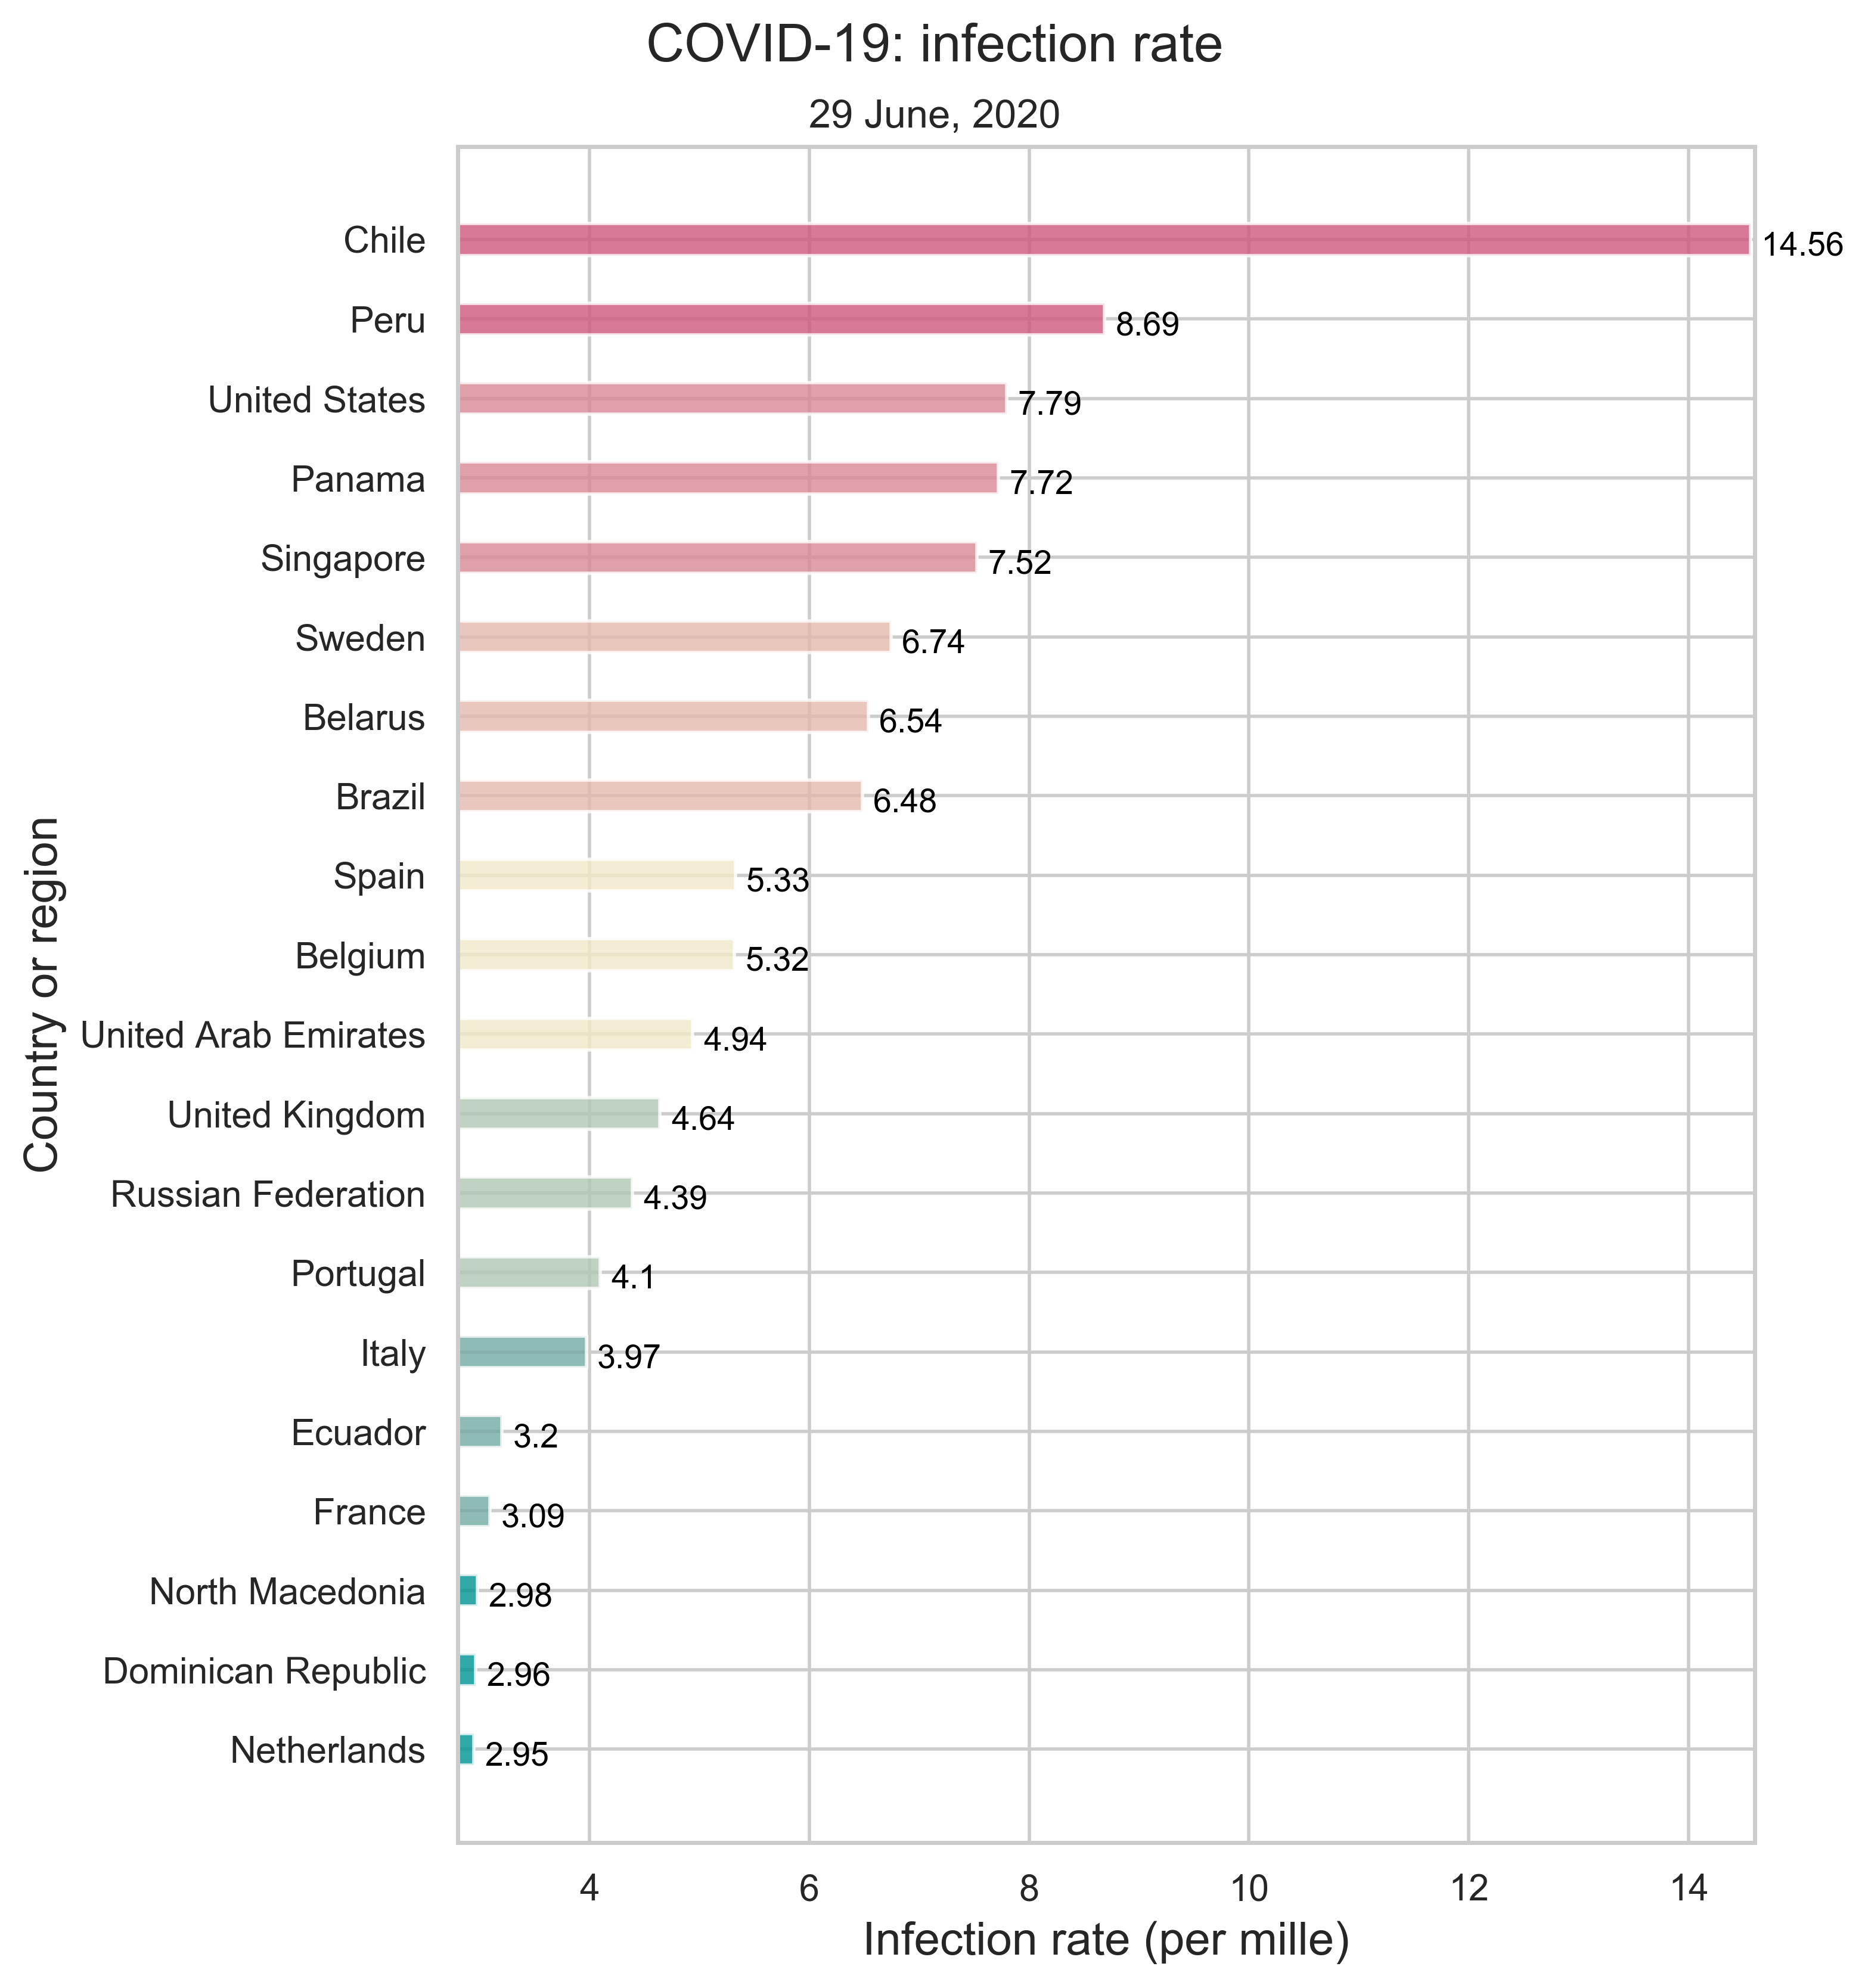 COVID-19: infection rate
29 June, 2020
Country or region
Chile 14.56
Peru 8.69
United States 7.79
Panama 7.72
Singapore 7.52
Sweden 6.74
Belarus 6.54
Brazil 6.48
Spain 5.33
Belgium 5.32
United Arab Emirates 4.94
United Kingdom 4.64
Russian Federation 4.39
Portugal 4.1
Italy 3.97
Ecuador 3.2
France 3.09
North Macedonia 2.98
Dominican Republic 2.96
Netherlands 2.95
4 6 8 10 12 14
Infection rate (per mille)